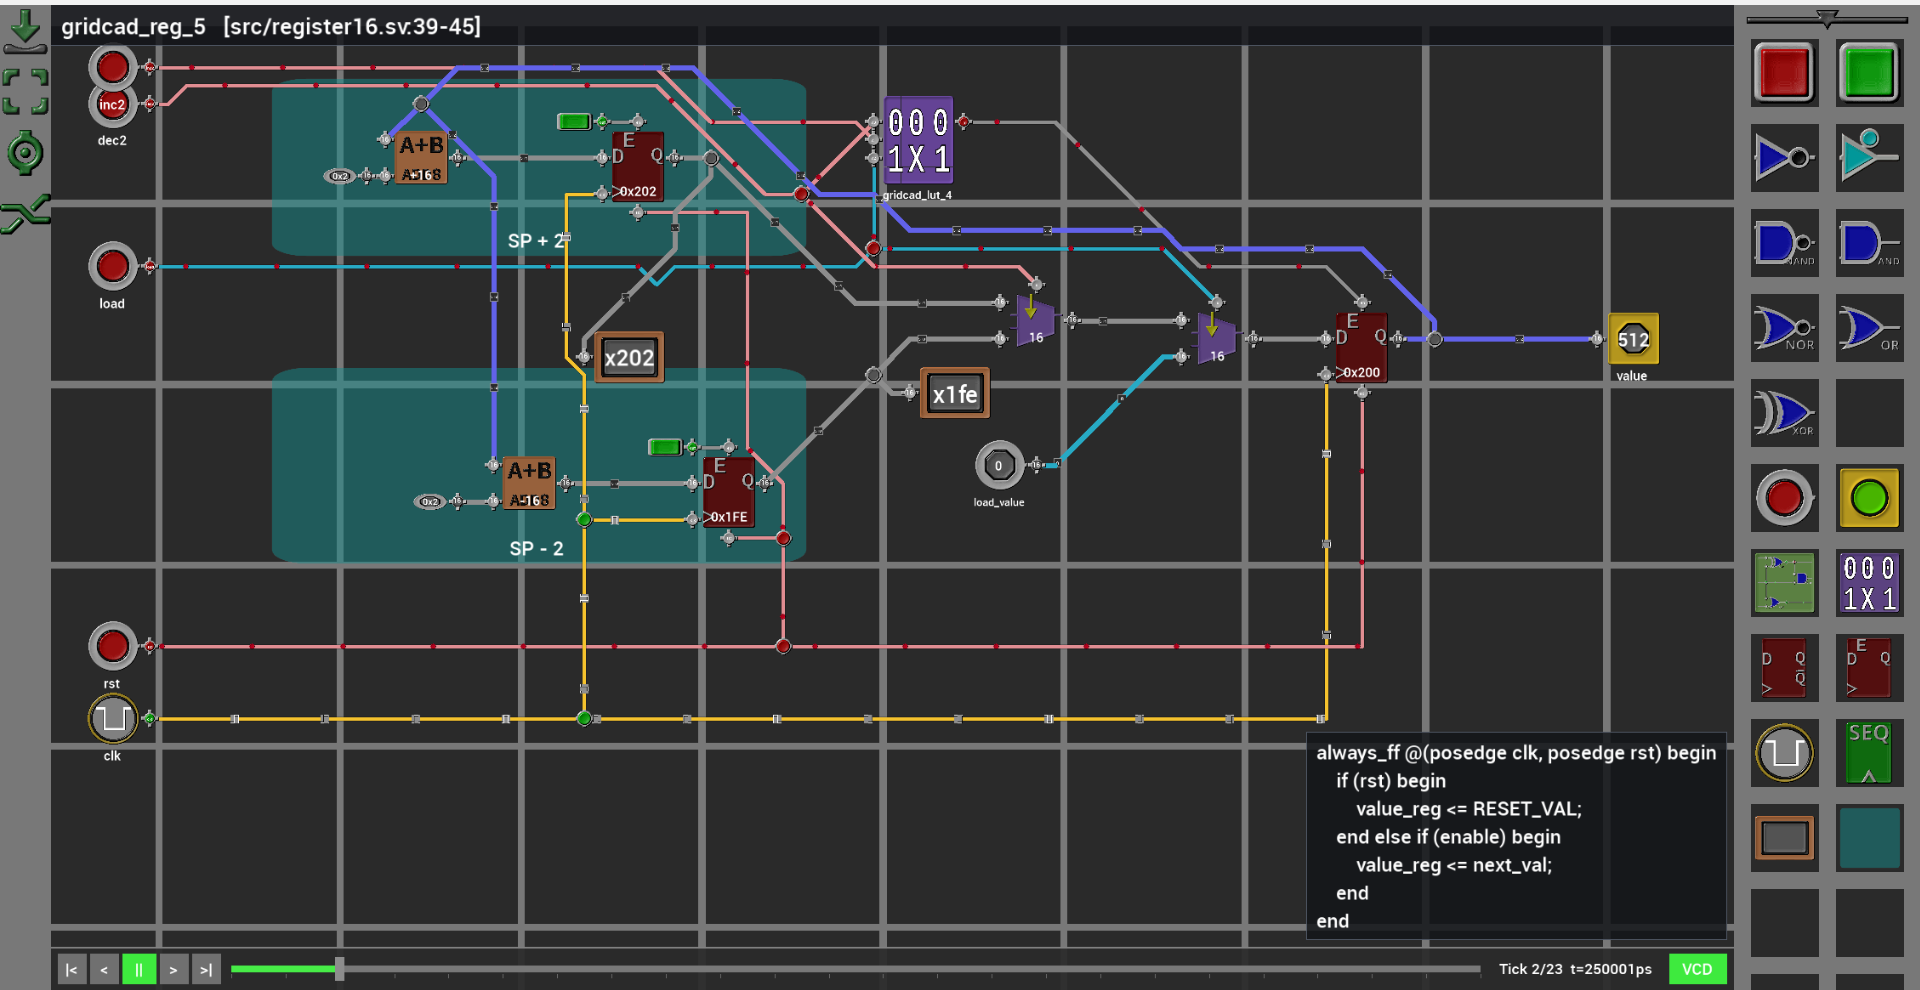 gridcad_reg_5 [src/register16.sv:39-45]
inc2
dec2
load
rst
clk
A+B
+16
0x2
E
D
Q
0x202
SP + 2
x202
000
1X1
gridcad_lut_4
16
16
x1fe
0
load_value
E
D
Q
0x200
512
value
A+B
-16
0x2
E
D
Q
0x1FE
SP - 2
always_ff @(posedge clk, posedge rst) begin
if (rst) begin
value_reg <= RESET_VAL;
end else if (enable) begin
value_reg <= next_val;
end
end
|< < || > >|
Tick 2/23 t=250001ps
VCD
NAND
AND
NOR
OR
XOR
000
1X1
D Q
Q
E
D Q
SEQ